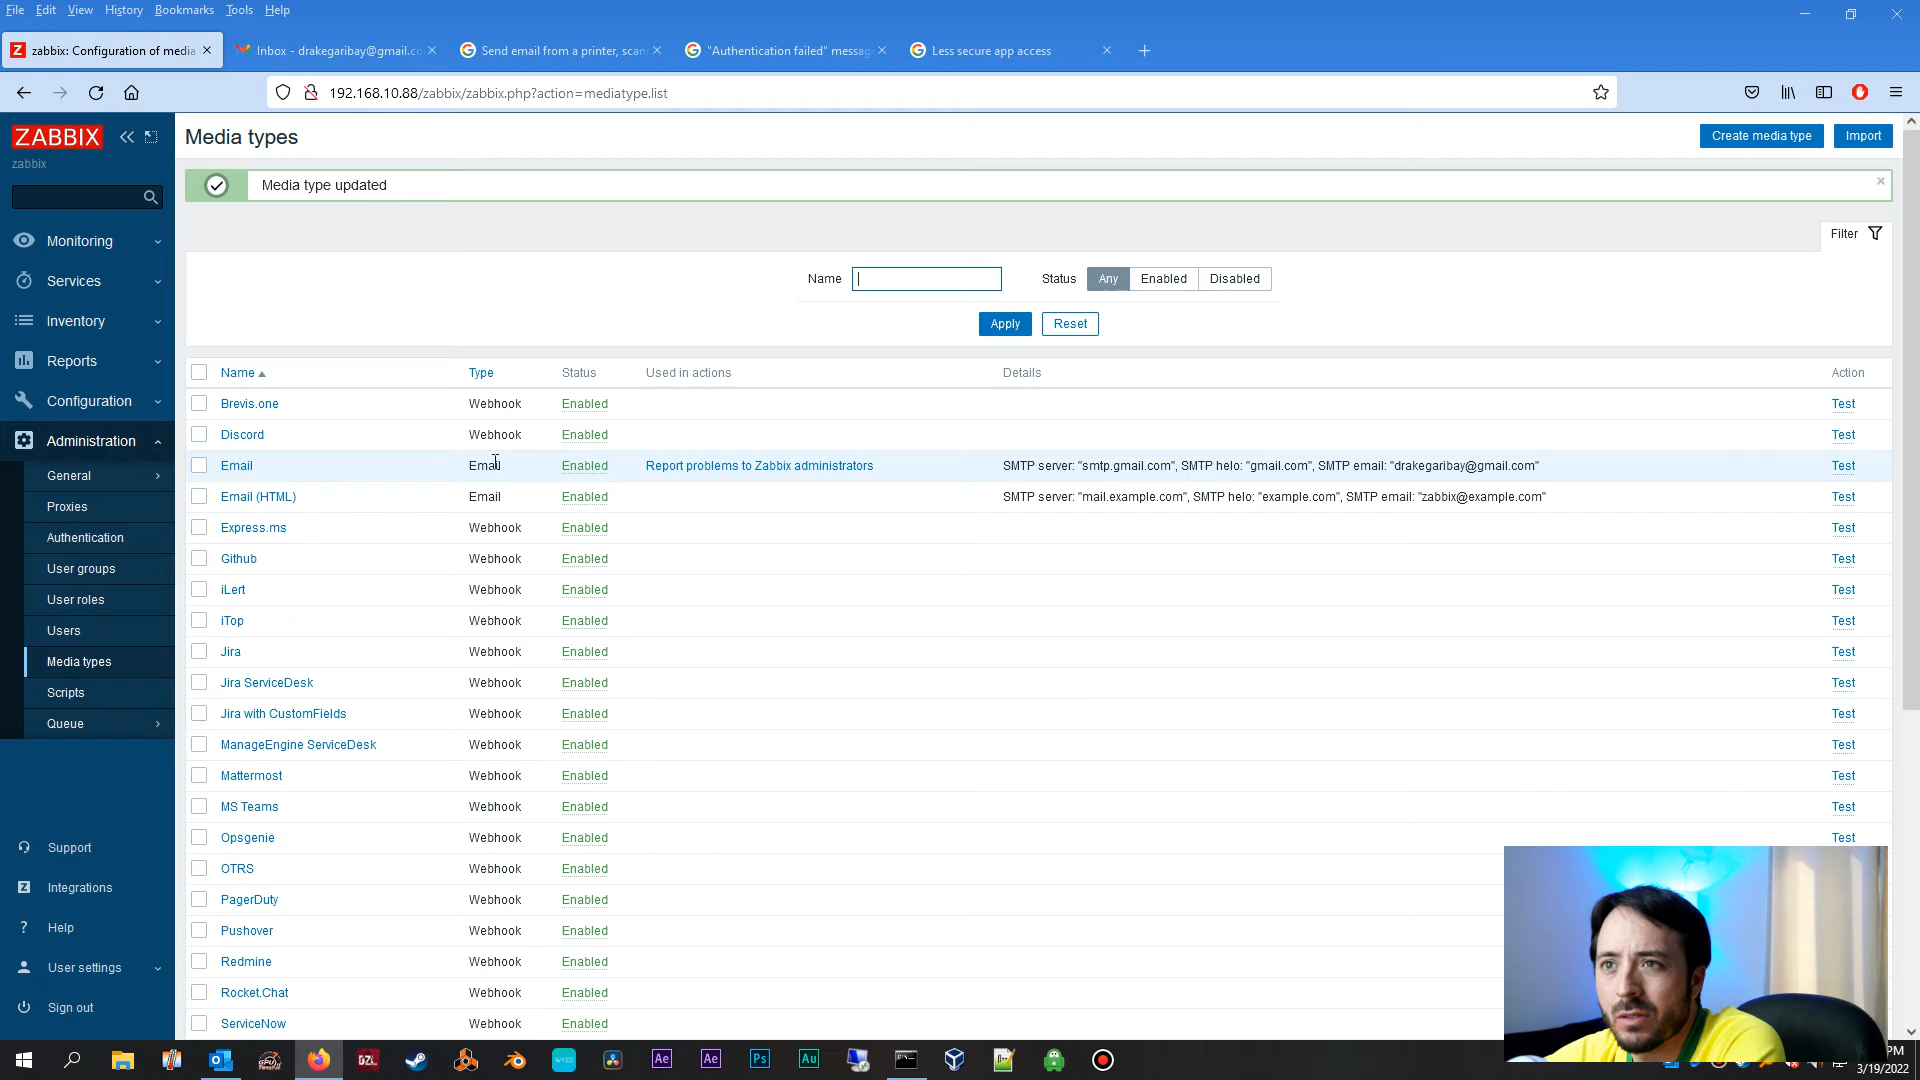 File Edit View History Bookmarks Tools Help
zabbix: Configuration of media
Inbox - drakegaribay@gmail.co
Send email from a printer, scan
"Authentication failed" messag
Less secure app access
192.168.10.88/zabbix/zabbix.php?action=mediatype.list
ZABBIX
zabbix
Monitoring
Services
Inventory
Reports
Configuration
Administration
General
Proxies
Authentication
User groups
User roles
Users
Media types
Scripts
Queue
Support
Integrations
Help
User settings
Sign out
Media types
Create media type Import
Media type updated
Filter
Name Status Any Enabled Disabled
Apply Reset
Name Type Status Used in actions Details Action
Brevis.one Webhook Enabled Test
Discord Webhook Enabled Test
Email Email Enabled Report problems to Zabbix administrators SMTP server: "smtp.gmail.com", SMTP helo: "gmail.com", SMTP email: "drakegaribay@gmail.com" Test
Email (HTML) Email Enabled SMTP server: "mail.example.com", SMTP helo: "example.com", SMTP email: "zabbix@example.com" Test
Express.ms Webhook Enabled Test
Github Webhook Enabled Test
iLert Webhook Enabled Test
iTop Webhook Enabled Test
Jira Webhook Enabled Test
Jira ServiceDesk Webhook Enabled Test
Jira with CustomFields Webhook Enabled Test
ManageEngine ServiceDesk Webhook Enabled Test
Mattermost Webhook Enabled Test
MS Teams Webhook Enabled Test
Opsgenie Webhook Enabled Test
OTRS Webhook Enabled
PagerDuty Webhook Enabled
Pushover Webhook Enabled
Redmine Webhook Enabled
Rocket.Chat Webhook Enabled
ServiceNow Webhook Enabled
DZL
WYZE
Ae
Ae
Ps
Au
PM
3/19/2022